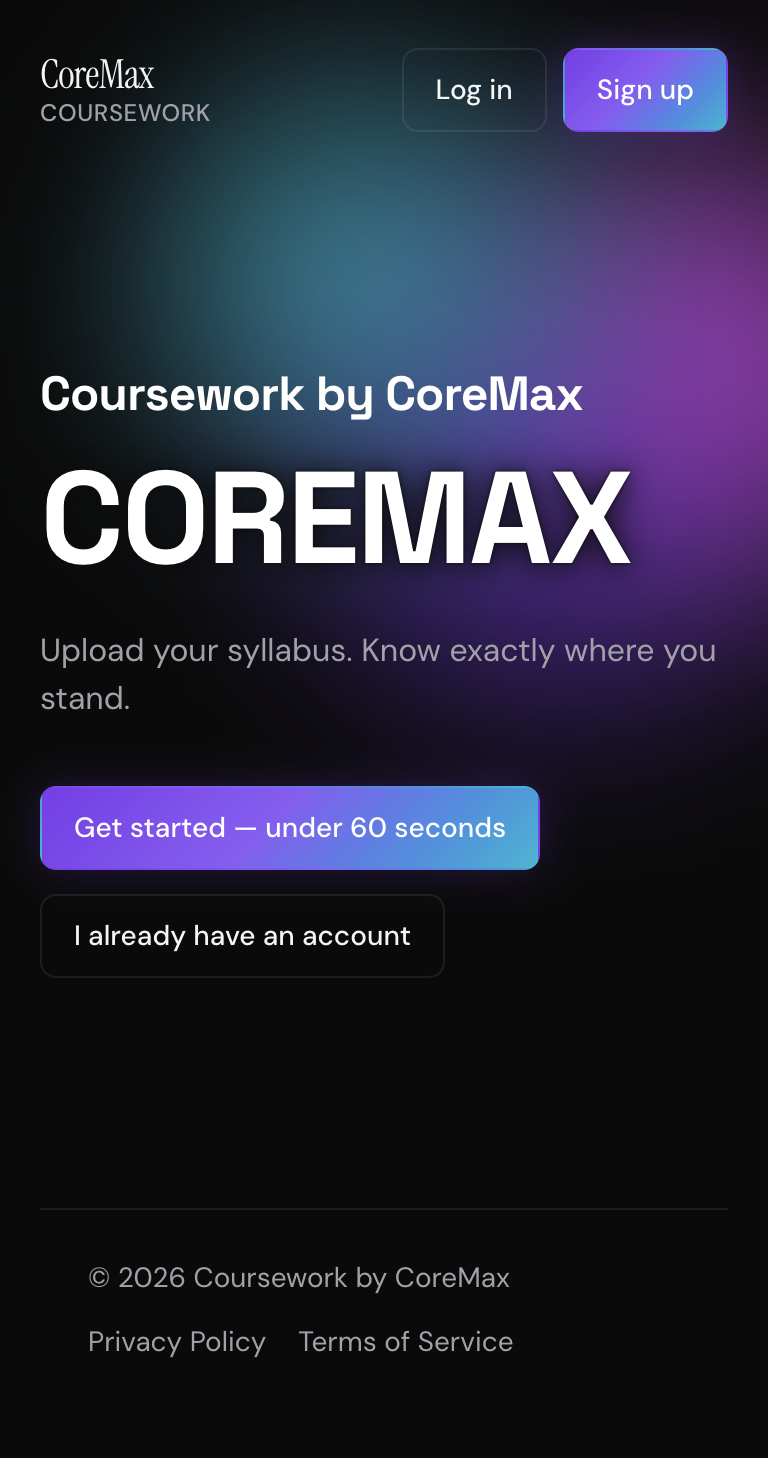 CoreMax
COURSEWORK
Log in
Sign up
Coursework by CoreMax
COREMAX
Upload your syllabus. Know exactly where you
stand.
Get started — under 60 seconds
I already have an account
© 2026 Coursework by CoreMax
Privacy Policy
Terms of Service